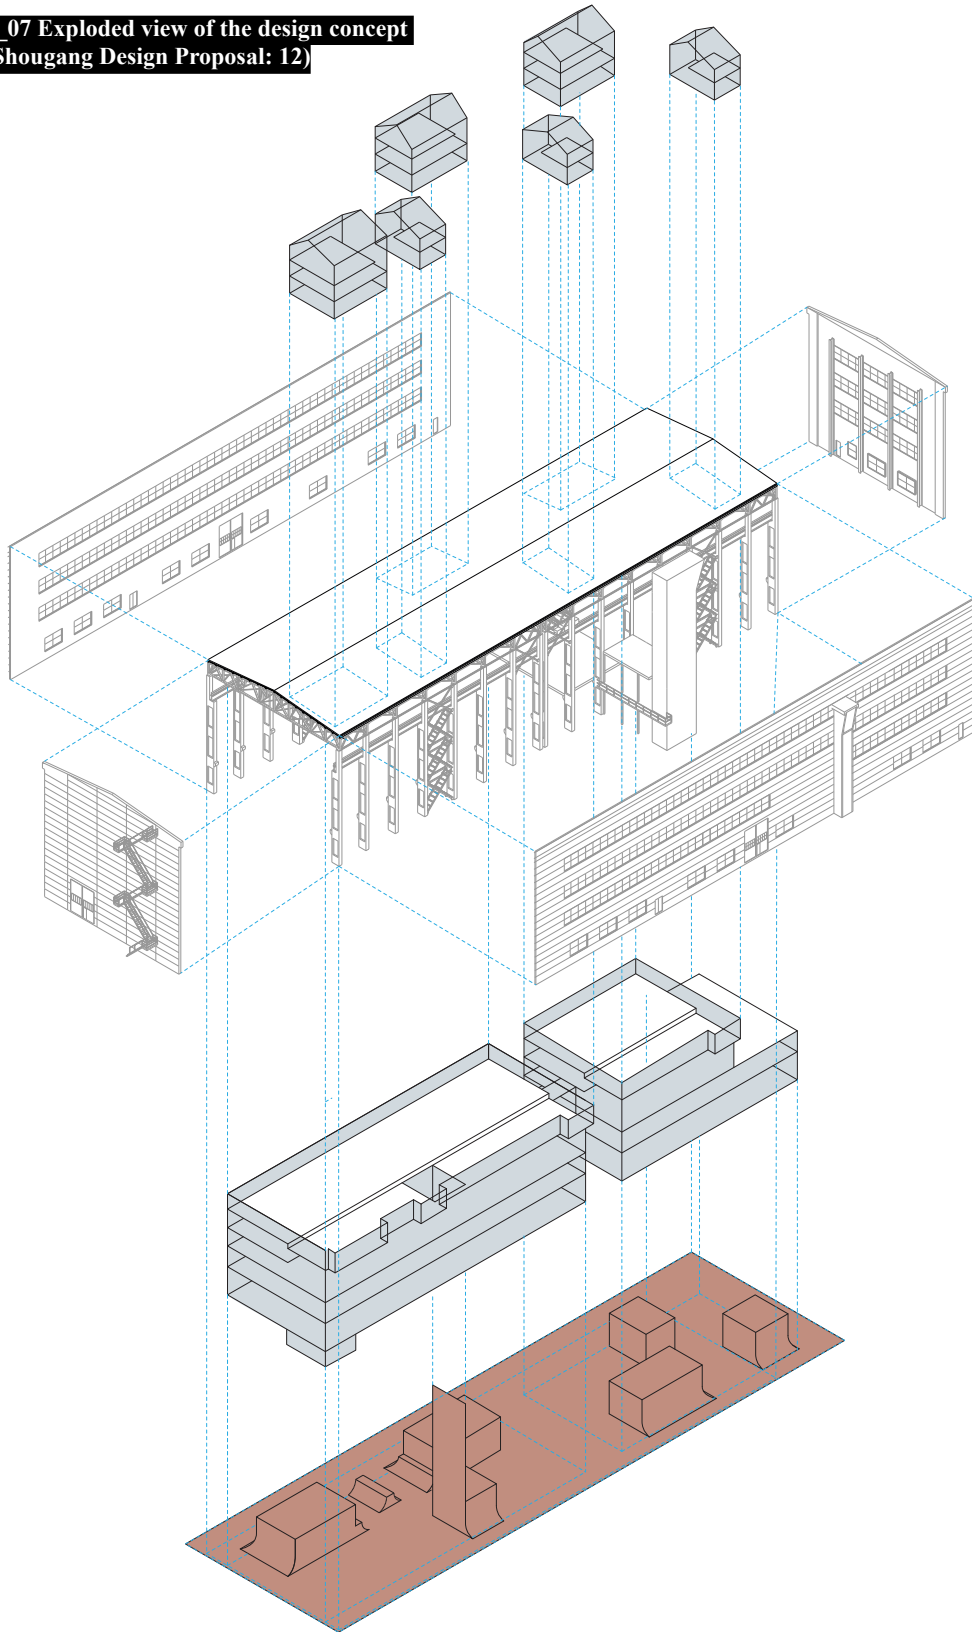 _07 Exploded view of the design concept
Shougang Design Proposal: 12)